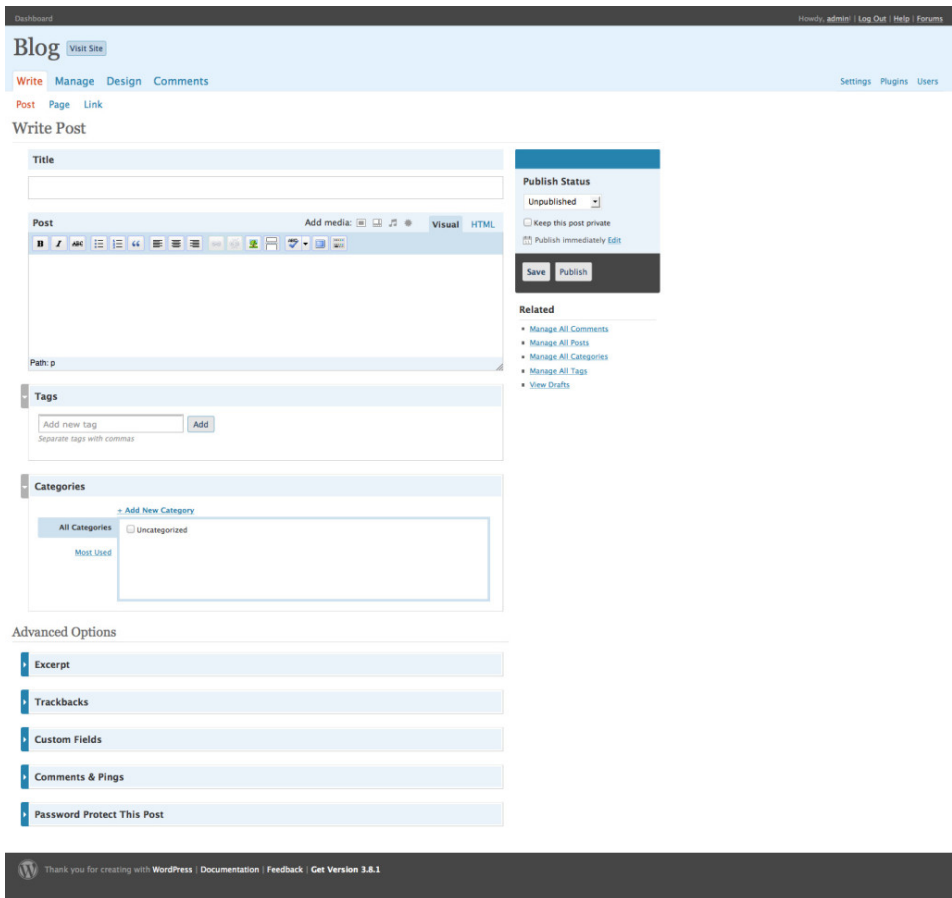 Dashboard
Howdy, admin! | Log Out | Help | Forums
Blog Visit Site
Write Manage Design Comments
Settings Plugins Users
Post Page Link
Write Post
Title
Post Add media: Visual HTML
B I ABC
Path: p
Tags
Add new tag Add
Separate tags with commas
Categories
+ Add New Category
All Categories Uncategorized
Most Used
Advanced Options
Excerpt
Trackbacks
Custom Fields
Comments & Pings
Password Protect This Post
Publish Status
Unpublished
Keep this post private
Publish immediately Edit
Save Publish
Related
Manage All Comments
Manage All Posts
Manage All Categories
Manage All Tags
View Drafts
Thank you for creating with WordPress | Documentation | Feedback | Get Version 3.8.1